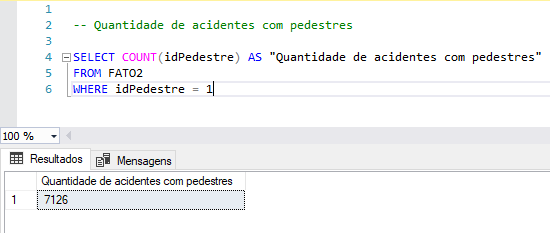 1
2 -- Quantidade de acidentes com pedestres
3
4 SELECT COUNT(idPedestre) AS "Quantidade de acidentes com pedestres"
5 FROM FATO2
6 WHERE idPedestre = 1
100 %
Resultados Mensagens
Quantidade de acidentes com pedestres
1 7126